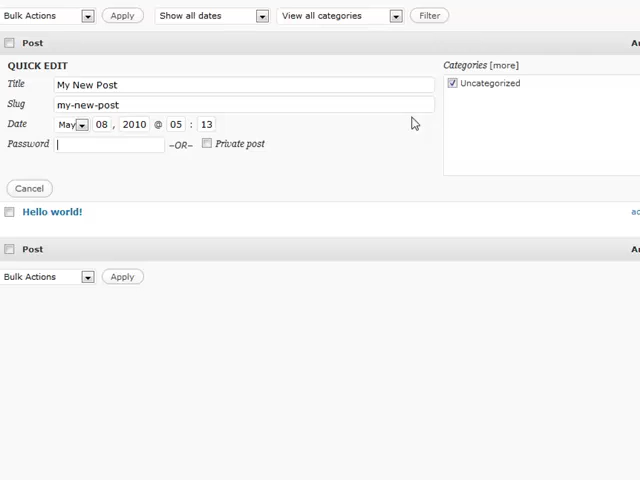 Bulk Actions Apply Show all dates View all categories Filter
Post
QUICK EDIT Categories [more]
Title My New Post Uncategorized
Slug my-new-post
Date May 08 , 2010 @ 05 : 13
Password –OR– Private post
Cancel
Hello world!
Post
Bulk Actions Apply